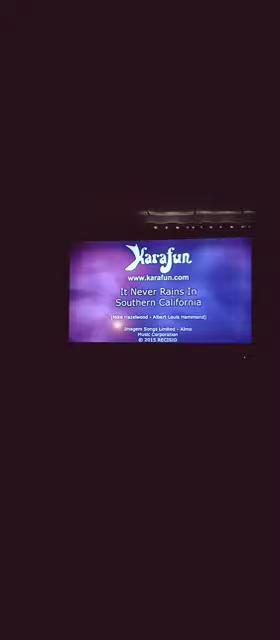 Karafun
www.karafun.com
It Never Rains In
Southern California
(Mike Hazelwood - Albert Louis Hammond)
Imagem Songs Limited - Almo
Music Corporation
© 2015 RECISIO